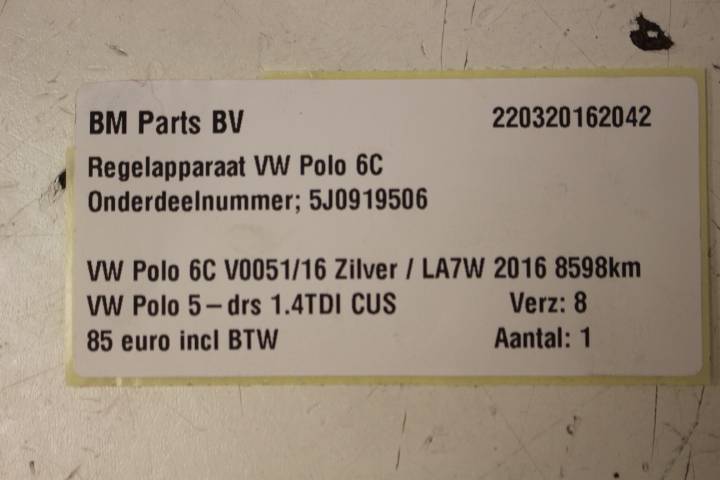 BM Parts BV 220320162042
Regelapparaat VW Polo 6C
Onderdeelnummer; 5J0919506
VW Polo 6C V0051/16 Zilver / LA7W 2016 8598km
VW Polo 5-drs 1.4TDI CUS Verz: 8
85 euro incl BTW Aantal: 1